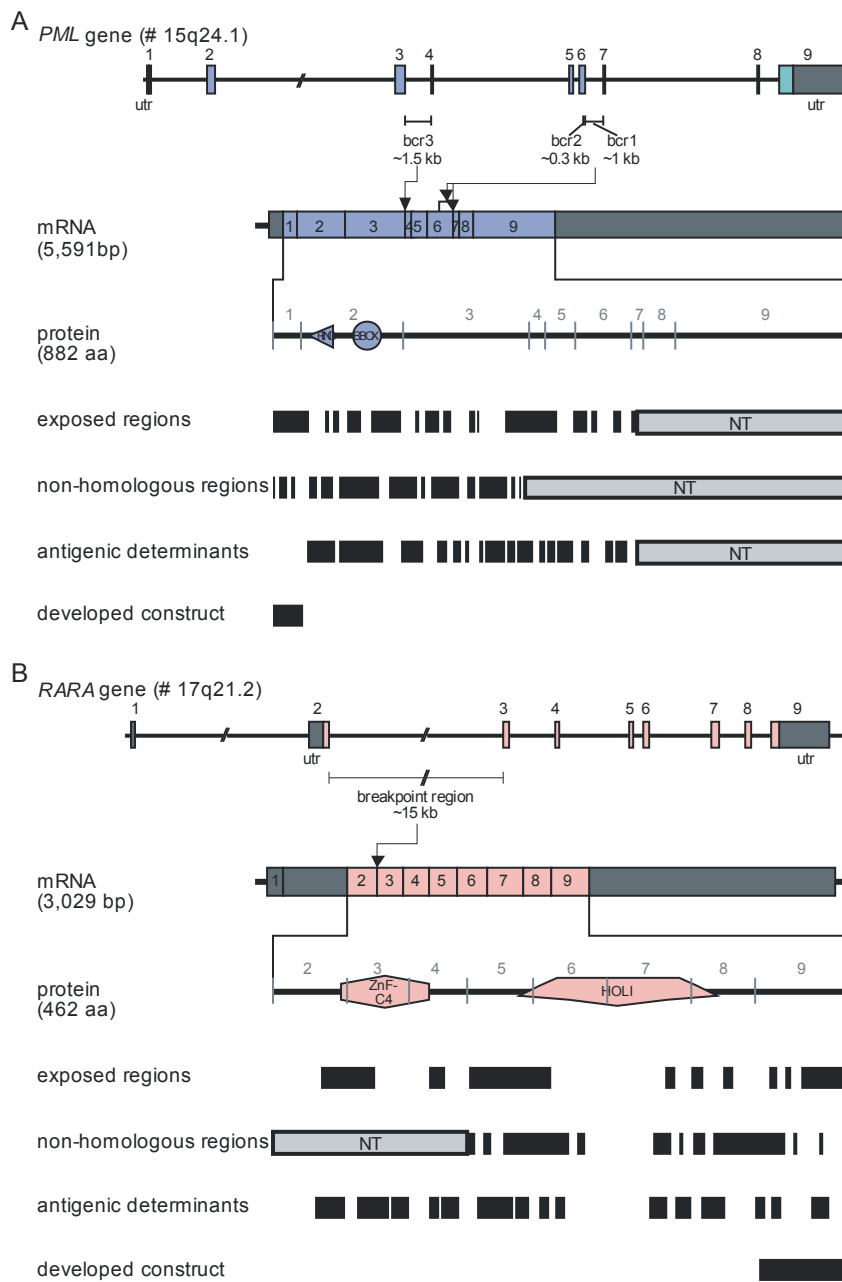 A
PML gene (# 15q24.1)
1 2 3 4 5 6 7 8 9
utr utr
bcr3 bcr2 bcr1
~1.5 kb ~0.3 kb ~1 kb
mRNA
(5,591bp)
1 2 3 4 5 6 7 8 9
1 2 3 4 5 6 7 8 9
protein
(882 aa)
RING BBOX
exposed regions NT
non-homologous regions NT
antigenic determinants NT
developed construct
B
RARA gene (# 17q21.2)
1 2 3 4 5 6 7 8 9
utr utr
breakpoint region
~15 kb
mRNA
(3,029 bp)
1 2 3 4 5 6 7 8 9
2 3 4 5 6 7 8 9
protein
(462 aa)
ZnF-
C4
HOLI
exposed regions
non-homologous regions NT
antigenic determinants
developed construct